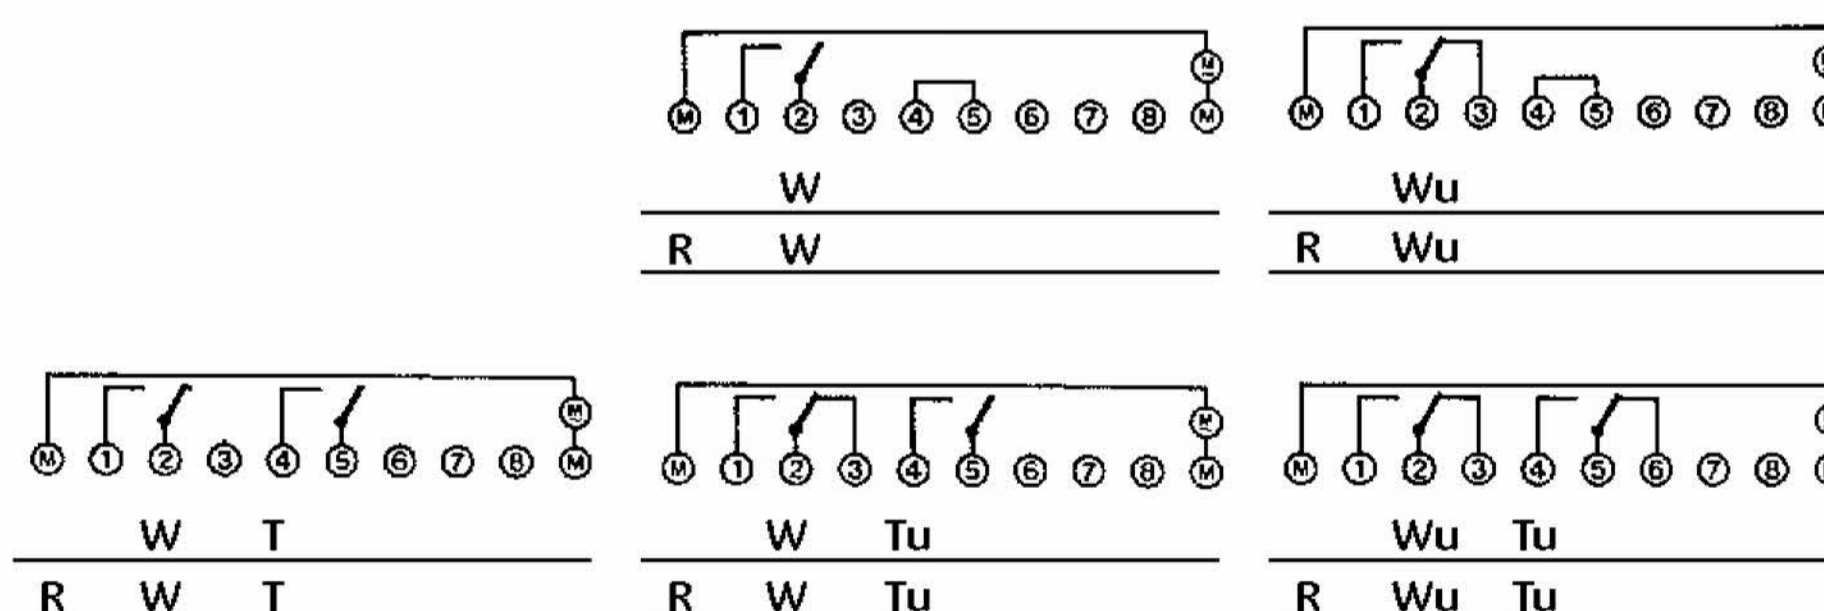 M 1 2 3 4 5 6 7 8 M M
W
R W
M 1 2 3 4 5 6 7 8
Wu
R Wu
M 1 2 3 4 5 6 7 8 M M
W T
R W T
M 1 2 3 4 5 6 7 8 M M
W Tu
R W Tu
M 1 2 3 4 5 6 7 8
Wu Tu
R Wu Tu